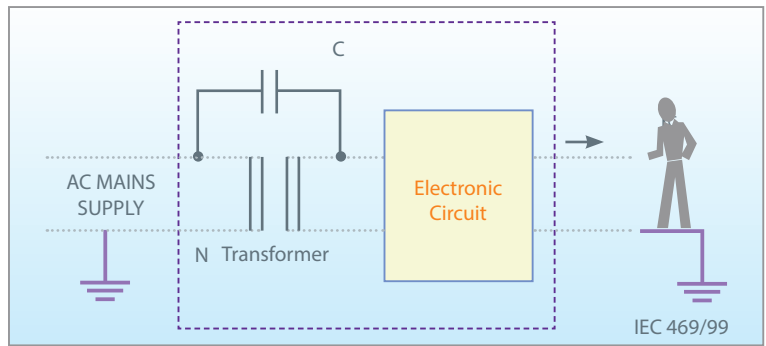 C
AC MAINS
SUPPLY
Electronic
Circuit
N Transformer
IEC 469/99